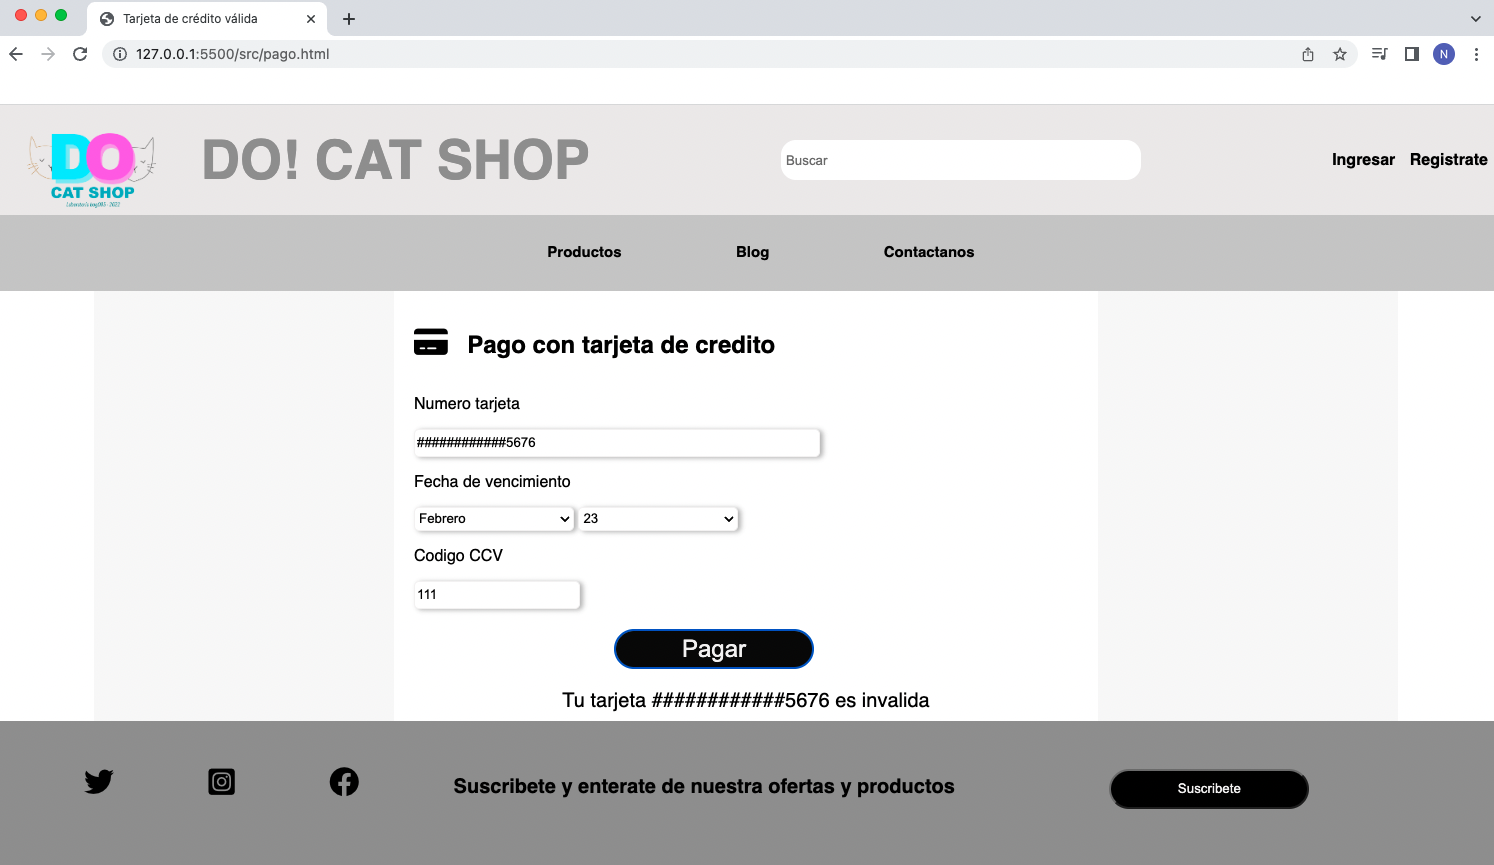 Tarjeta de crédito válida
127.0.0.1:5500/src/pago.html
N
DO
CAT SHOP
DO! CAT SHOP
Buscar
Ingresar
Registrate
Productos
Blog
Contactanos
Pago con tarjeta de credito
Numero tarjeta
############5676
Fecha de vencimiento
Febrero
23
Codigo CCV
111
Pagar
Tu tarjeta ############5676 es invalida
Suscribete y enterate de nuestra ofertas y productos
Suscribete